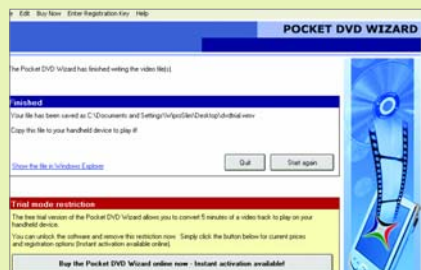 Edit Buy Now Enter Registration Key Help
POCKET DVD WIZARD
The Pocket DVD Wizard has finished writing the video file(s).
Finished
Your file has been saved as C:\Documents and Settings\WiproSlim\Desktop\dvdtrial.wmv
Copy this file to your handheld device to play it!
Show the file in Windows Explorer
Quit
Start again
Trial mode restriction
The free trial version of the Pocket DVD Wizard allows you to convert 5 minutes of a video track to play on your
handheld device.
You can unlock the software and remove this restriction now. Simply click the button below for current prices
and registration options (Instant activation available online).
Buy the Pocket DVD Wizard online now - Instant activation available!